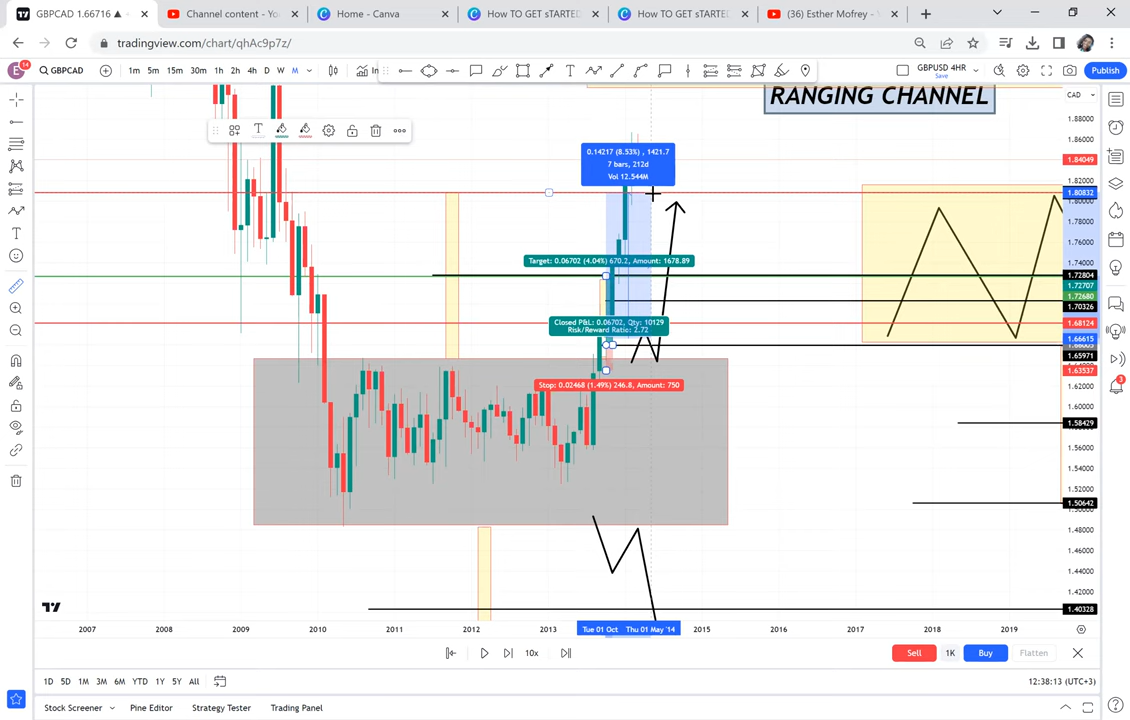 GBPCAD 1.66716 ▲
Channel content - Yo
Home - Canva
How TO GET sTARTED
How TO GET sTARTED
(36) Esther Mofrey -
tradingview.com/chart/qhAc9p7z/
E
14
GBPCAD
1m 5m 15m 30m 1h 2h 4h D W M
In
GBPUSD 4HR
Save
Publish
RANGING CHANNEL
CAD
0.14217 (8.53%) , 1421.7
7 bars, 212d
Vol 12.544M
Target: 0.06702 (4.04%) 670.2, Amount: 1678.89
Closed P&L: 0.06702, Qty: 10129
Risk/Reward Ratio: 2.72
Stop: 0.02468 (1.49%) 246.8, Amount: 750
1.88000
1.86000
1.84049
1.82000
1.80832
1.80000
1.78000
1.76000
1.74000
1.72804
1.72707
1.72680
1.70326
1.68124
1.66615
1.65971
1.63537
1.62000
1.60000
1.58429
1.56000
1.54000
1.52000
1.50642
1.48000
1.46000
1.44000
1.42000
1.40328
3
2007 2008 2009 2010 2011 2012 2013 Tue 01 Oct Thu 01 May '14 2015 2016 2017 2018 2019
10x
Sell 1K Buy Flatten
1D 5D 1M 3M 6M YTD 1Y 5Y All
12:38:13 (UTC+3)
Stock Screener Pine Editor Strategy Tester Trading Panel